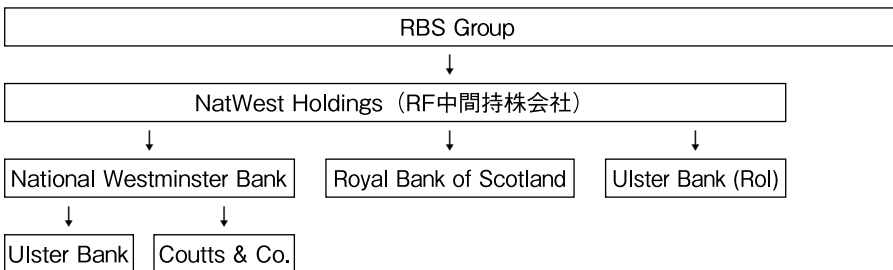 RBS Group
NatWest Holdings（RF中間持株会社）
National Westminster Bank
Royal Bank of Scotland
Ulster Bank (RoI)
Ulster Bank
Coutts & Co.